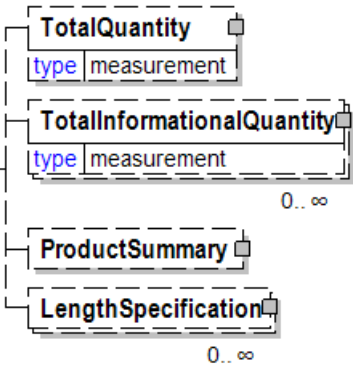 TotalQuantity
type measurement
TotalInformationalQuantity
type measurement
0.. ∞
ProductSummary
LengthSpecification
0.. ∞